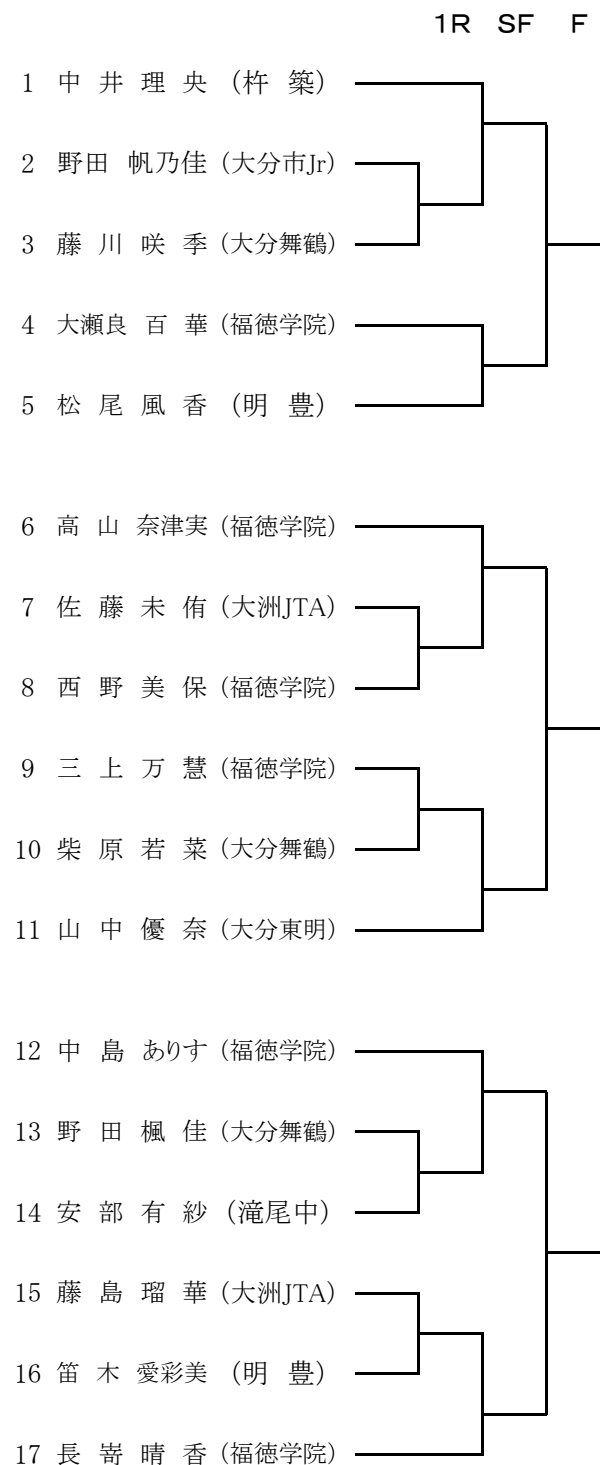 1R SF F
1 中 井 理 央 (杵 築)
2 野田 帆乃佳 (大分市Jr)
3 藤 川 咲 季 (大分舞鶴)
4 大瀬良 百 華 (福徳学院)
5 松 尾 風 香 (明 豊)
6 高 山 奈津実 (福徳学院)
7 佐 藤 未 侑 (大洲JTA)
8 西 野 美 保 (福徳学院)
9 三 上 万 慧 (福徳学院)
10 柴 原 若 菜 (大分舞鶴)
11 山 中 優 奈 (大分東明)
12 中 島 ありす (福徳学院)
13 野 田 楓 佳 (大分舞鶴)
14 安 部 有 紗 (滝尾中)
15 藤 島 瑠 華 (大洲JTA)
16 笛 木 愛彩美 (明 豊)
17 長 嵜 晴 香 (福徳学院)